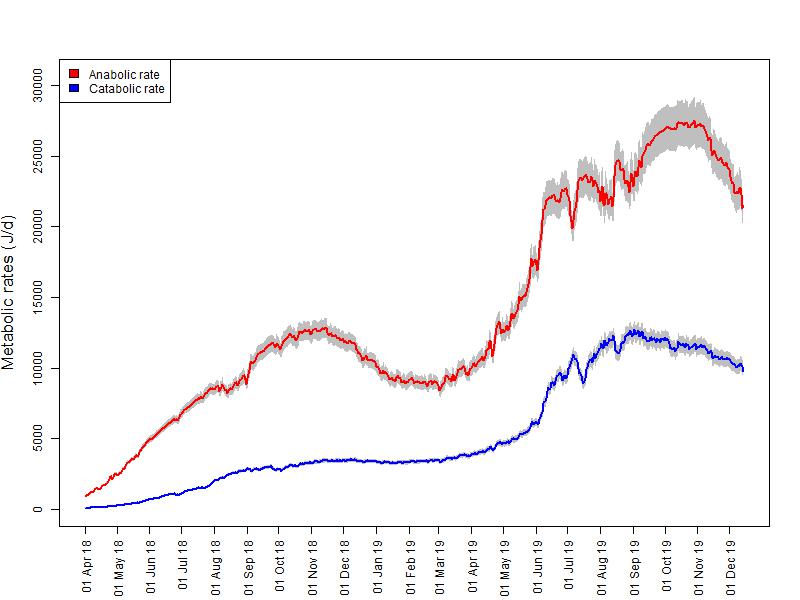 Anabolic rate
Catabolic rate
Metabolic rates (J/d)
30000
25000
20000
15000
10000
5000
0
01 Apr 18
01 May 18
01 Jun 18
01 Jul 18
01 Aug 18
01 Sep 18
01 Oct 18
01 Nov 18
01 Dec 18
01 Jan 19
01 Feb 19
01 Mar 19
01 Apr 19
01 May 19
01 Jun 19
01 Jul 19
01 Aug 19
01 Sep 19
01 Oct 19
01 Nov 19
01 Dec 19